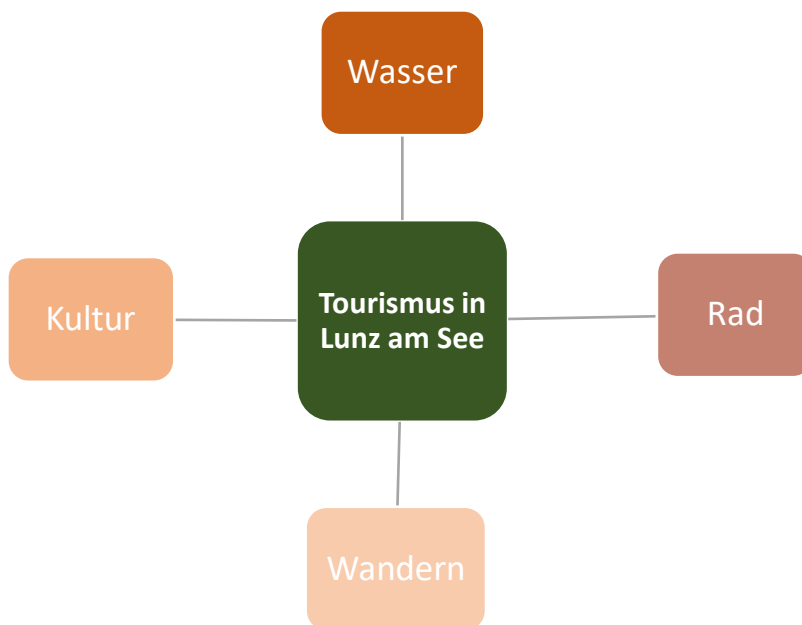 Wasser
Kultur
Tourismus in
Lunz am See
Rad
Wandern